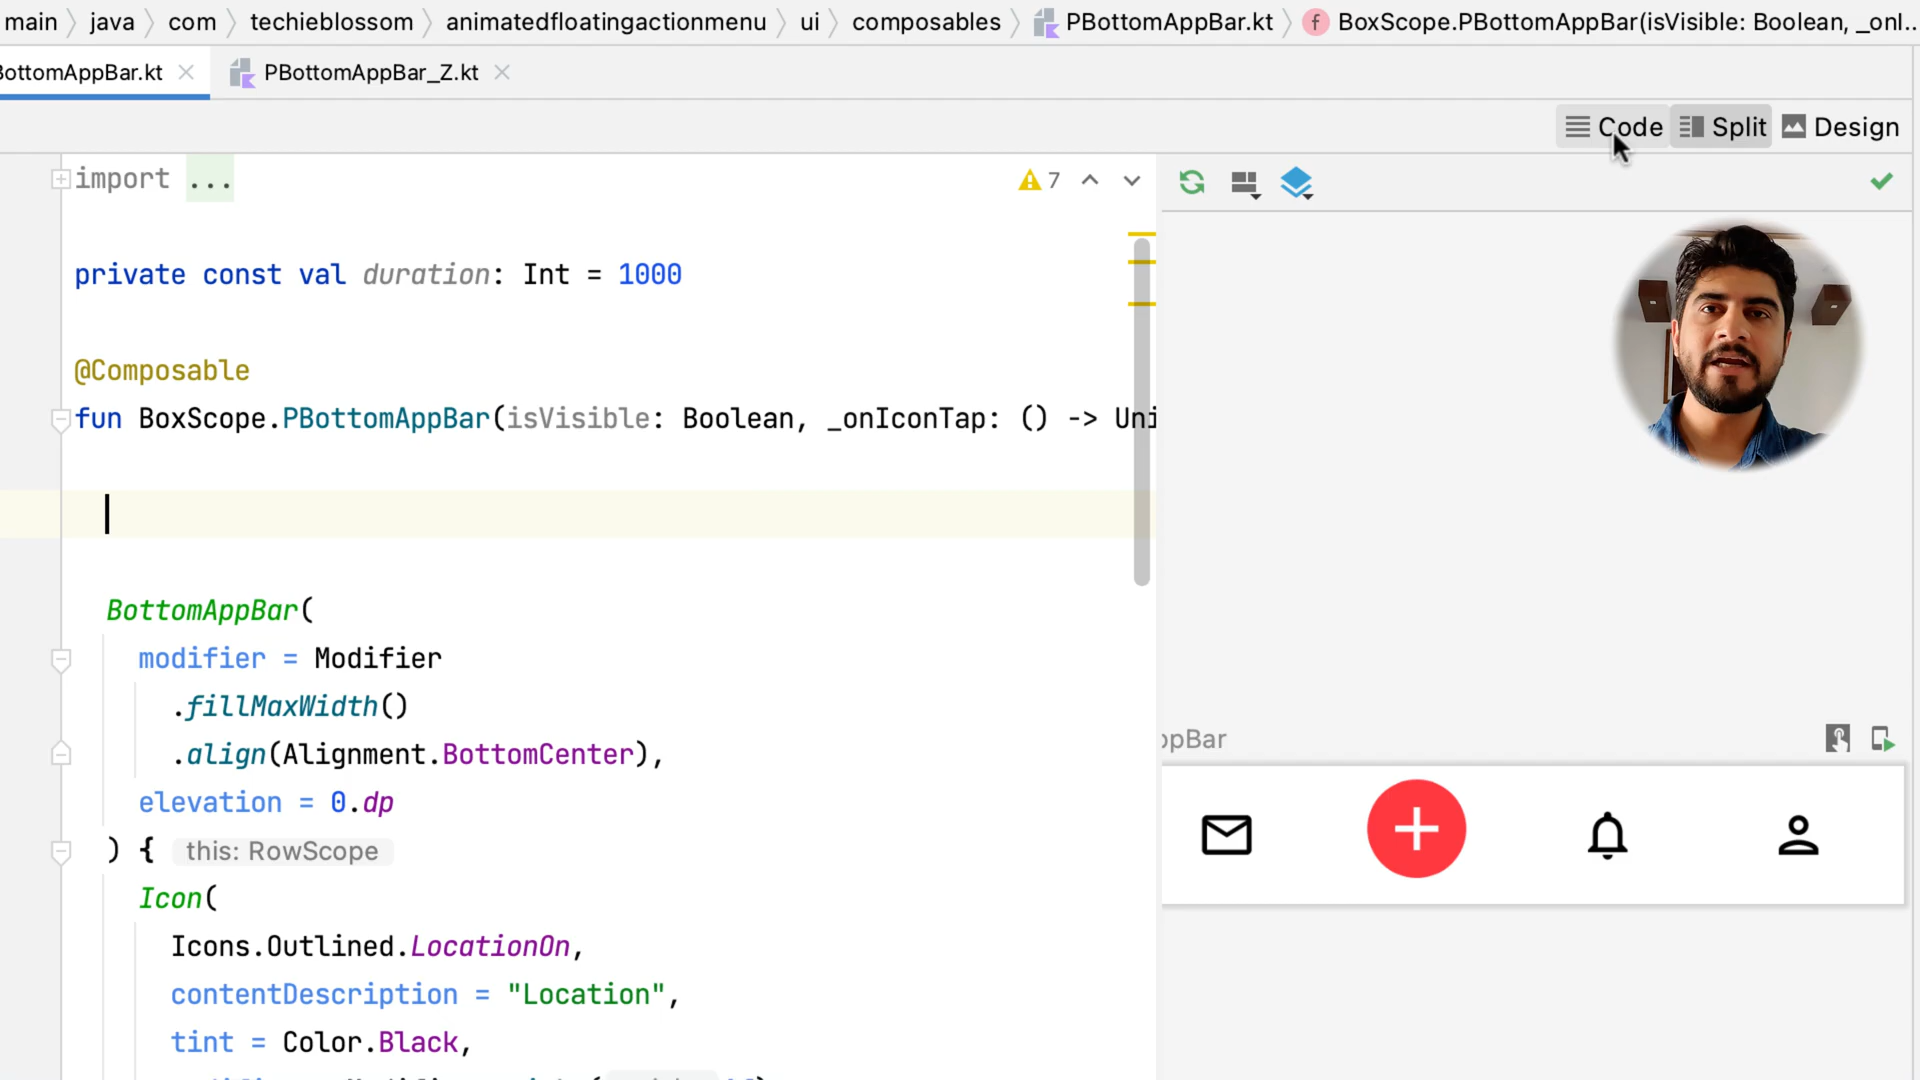 main java com techieblossom animatedfloatingactionmenu ui composables PBottomAppBar.kt f BoxScope.PBottomAppBar(isVisible: Boolean, _onI...
BottomAppBar.kt PBottomAppBar_Z.kt
Code Split Design
import ... 7
private const val duration: Int = 1000
@Composable
fun BoxScope.PBottomAppBar(isVisible: Boolean, _onIconTap: () -> Uni
BottomAppBar(
modifier = Modifier
.fillMaxWidth()
.align(Alignment.BottomCenter),
ppBar
elevation = 0.dp
) { this: RowScope
Icon(
Icons.Outlined.LocationOn,
contentDescription = "Location",
tint = Color.Black,